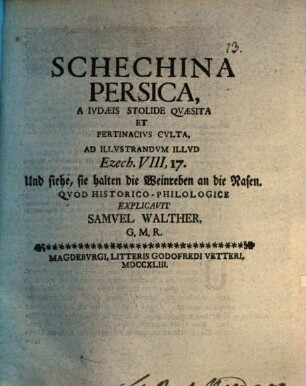 13.
SCHECHINA
PERSICA,
A IVDÆIS STOLIDE QVÆSITA
ET
PERTINACIVS CVLTA,
AD ILLVSTRANDVM ILLVD
Ezech. VIII, 17.
Und siehe, sie halten die Weinreben an die Nasen.
QVOD HISTORICO-PHILOLOGICE
EXPLICAVIT
SAMVEL WALTHER,
G. M. R.
MAGDEBVRGI, LITTERIS GODOFREDI VETTERI,
MDCCXLIII.